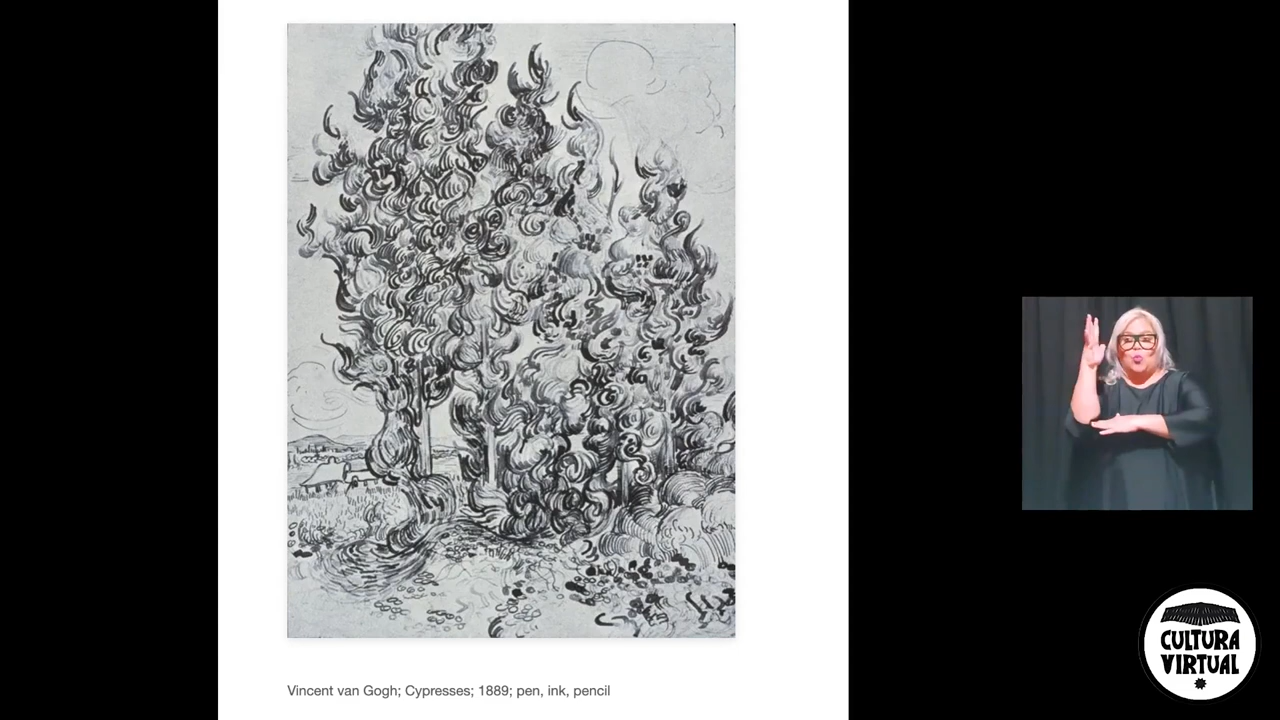 Vincent van Gogh; Cypresses; 1889; pen, ink, pencil
CULTURA
VIRTUAL